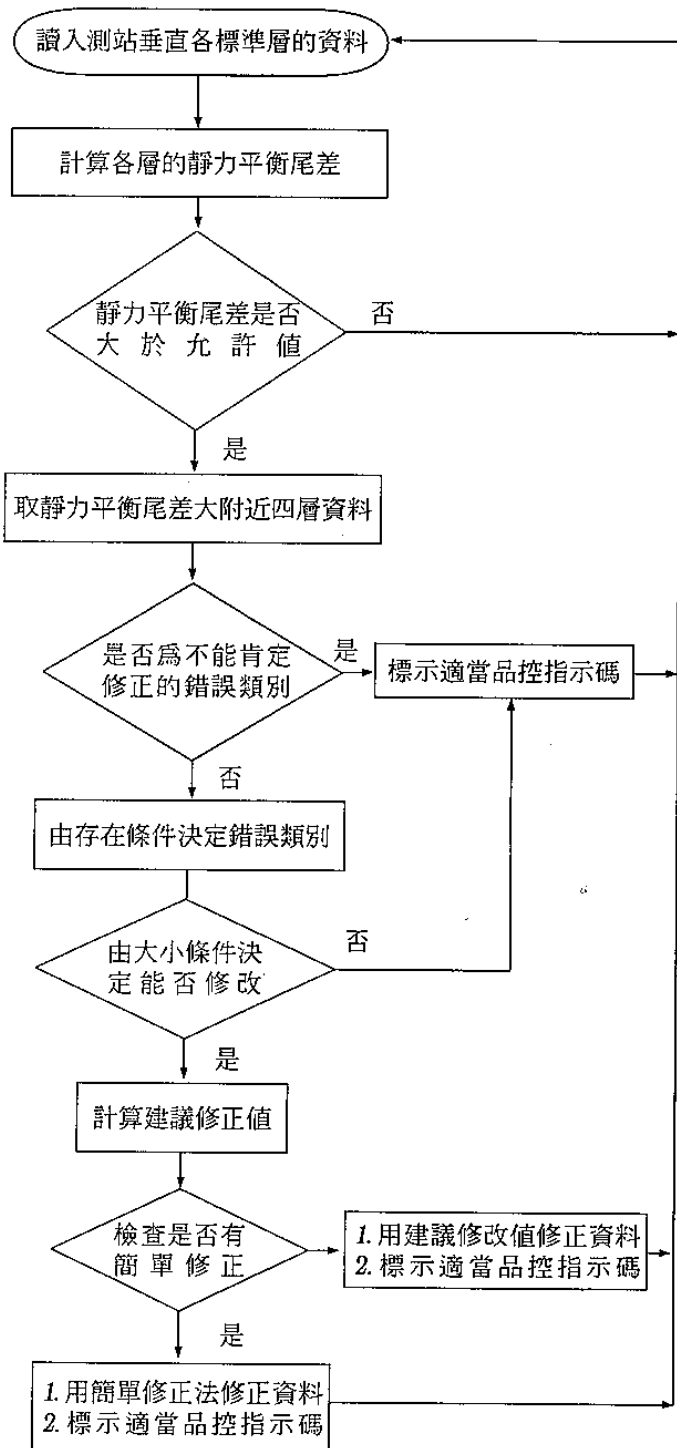 讀入測站垂直各標準層的資料
計算各層的靜力平衡尾差
靜力平衡尾差是否
大於允許值
否
是
取靜力平衡尾差大附近四層資料
是否爲不能肯定
修正的錯誤類別
是
標示適當品控指示碼
否
由存在條件決定錯誤類別
由大小條件決
定能否修改
否
是
計算建議修正值
檢查是否有
簡單修正
1. 用建議修改值修正資料
2. 標示適當品控指示碼
是
1. 用簡單修正法修正資料
2. 標示適當品控指示碼